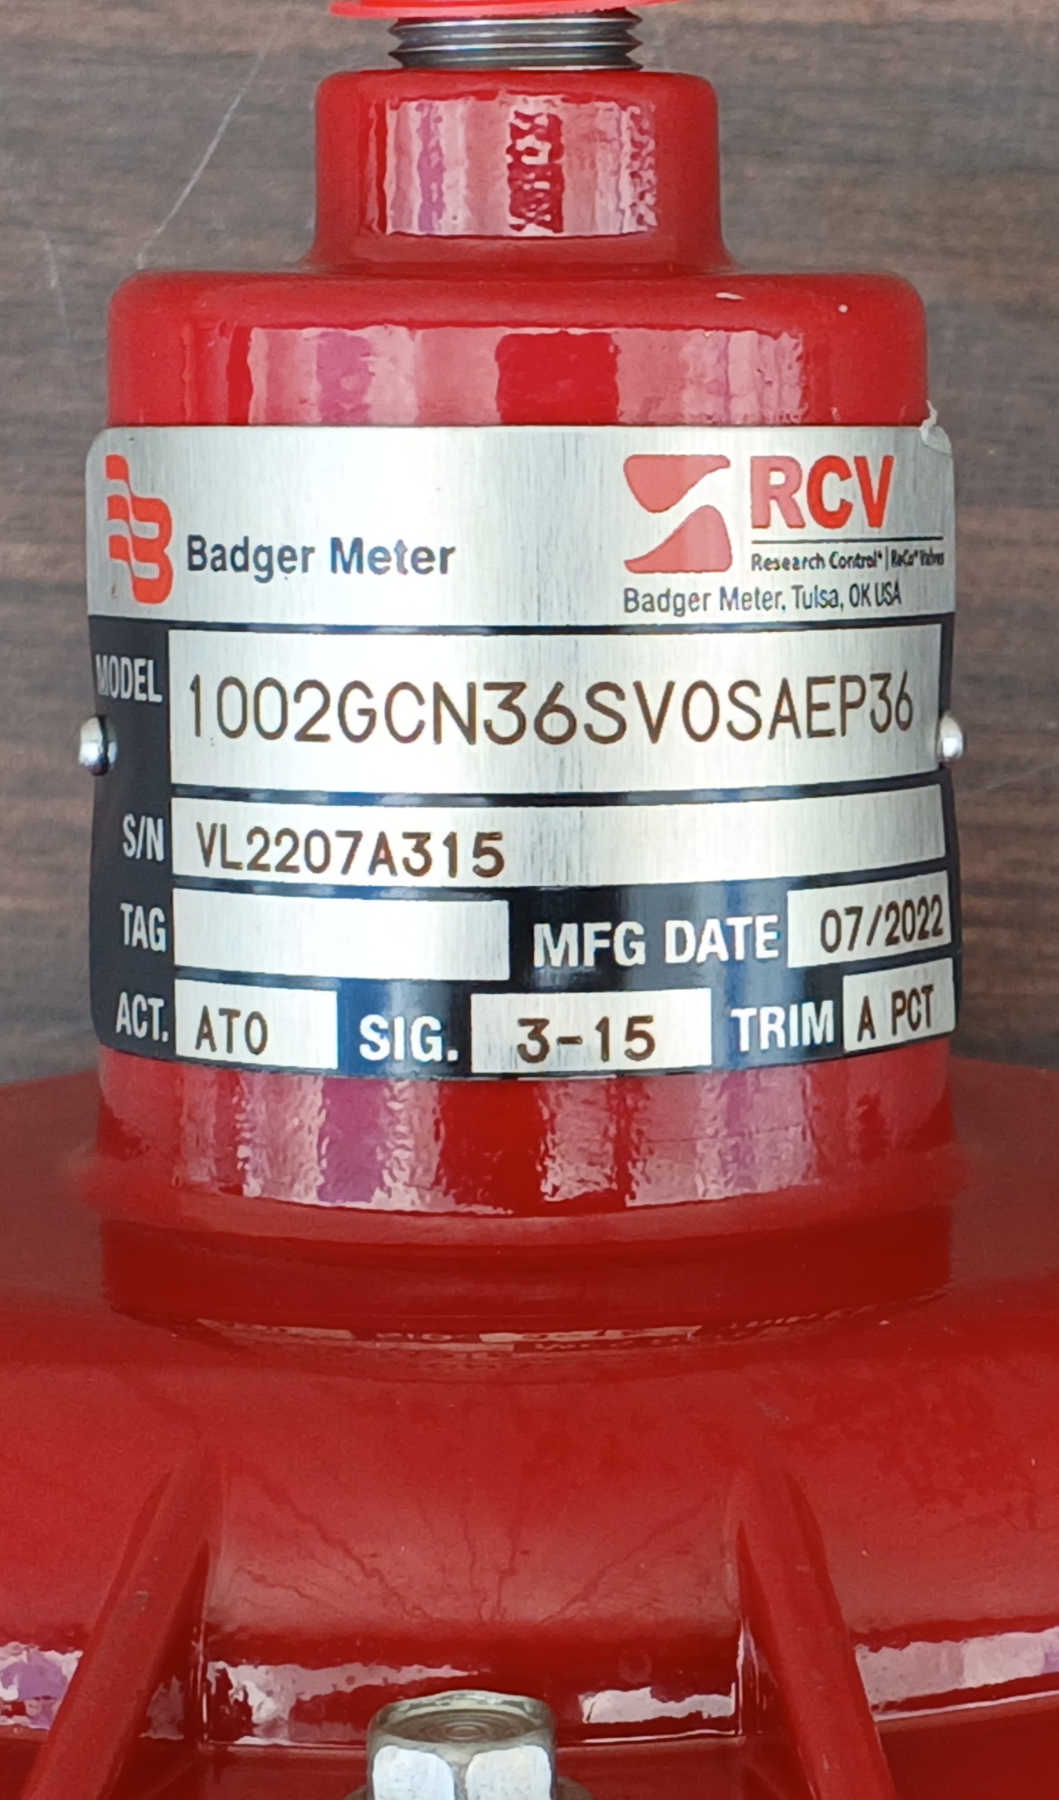 Badger Meter
RCV
Research Control® | RaCo® Valves
Badger Meter, Tulsa, OK USA
MODEL 1002GCN36SVOSAEP36
S/N VL2207A315
TAG MFG DATE 07/2022
ACT. ATO SIG. 3-15 TRIM A PCT